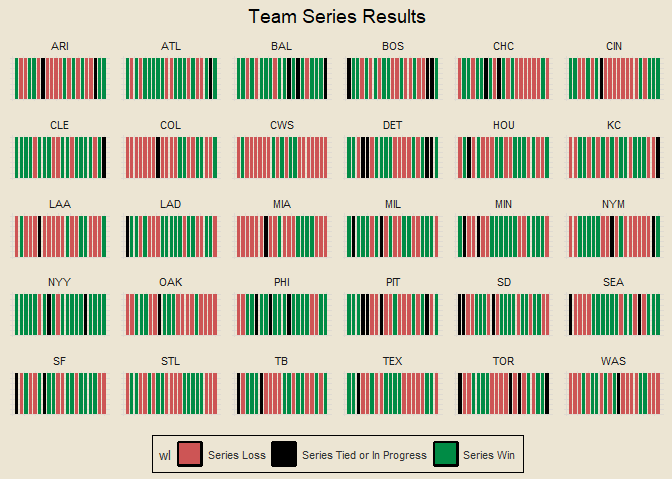 Team Series Results
ARI ATL BAL BOS CHC CIN
CLE COL CWS DET HOU KC
LAA LAD MIA MIL MIN NYM
NYY OAK PHI PIT SD SEA
SF STL TB TEX TOR WAS
wl Series Loss Series Tied or In Progress Series Win